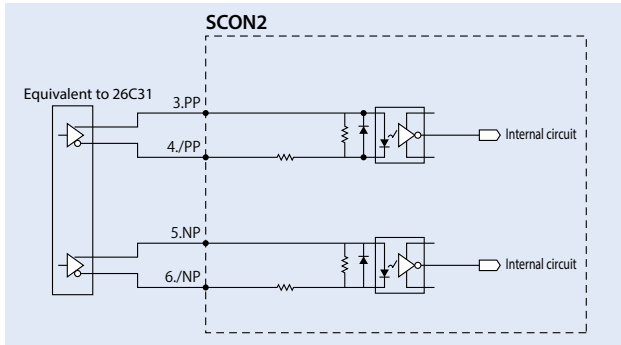 SCON2
Equivalent to 26C31
3.PP
4./PP
Internal circuit
5.NP
6./NP
Internal circuit